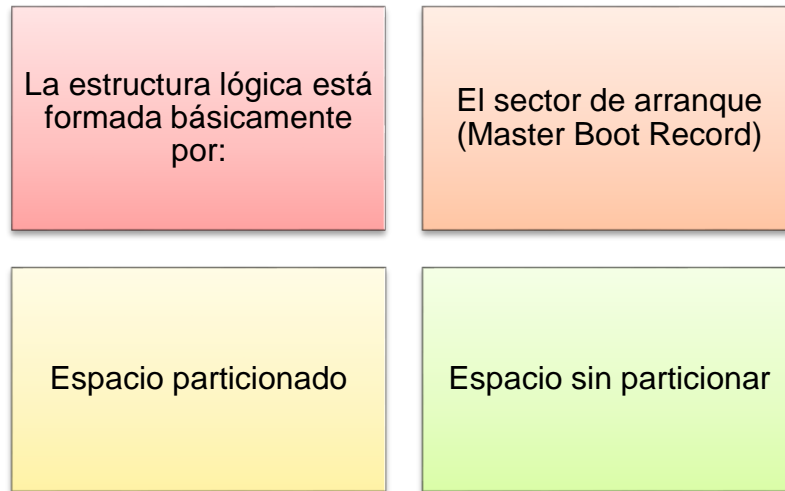 La estructura lógica está
formada básicamente
por:
El sector de arranque
(Master Boot Record)
Espacio particionado
Espacio sin particionar